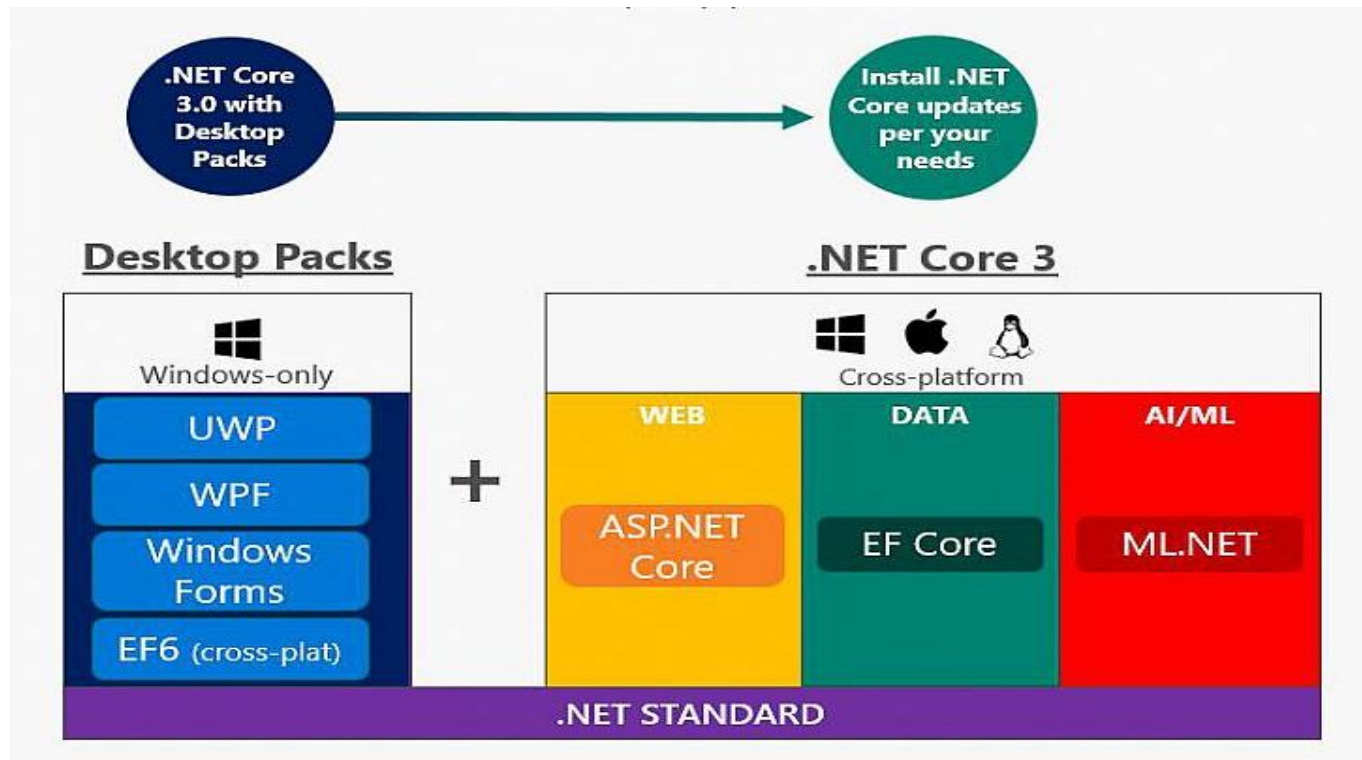 .NET Core
3.0 with
Desktop
Packs
Install .NET
Core updates
per your
needs
Desktop Packs
.NET Core 3
Windows-only
UWP
WPF
Windows
Forms
EF6 (cross-plat)
+
Cross-platform
WEB
ASP.NET
Core
DATA
EF Core
AI/ML
ML.NET
.NET STANDARD